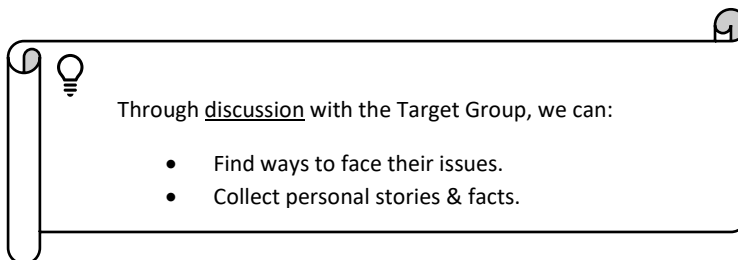 Through discussion with the Target Group, we can:
• Find ways to face their issues.
• Collect personal stories & facts.